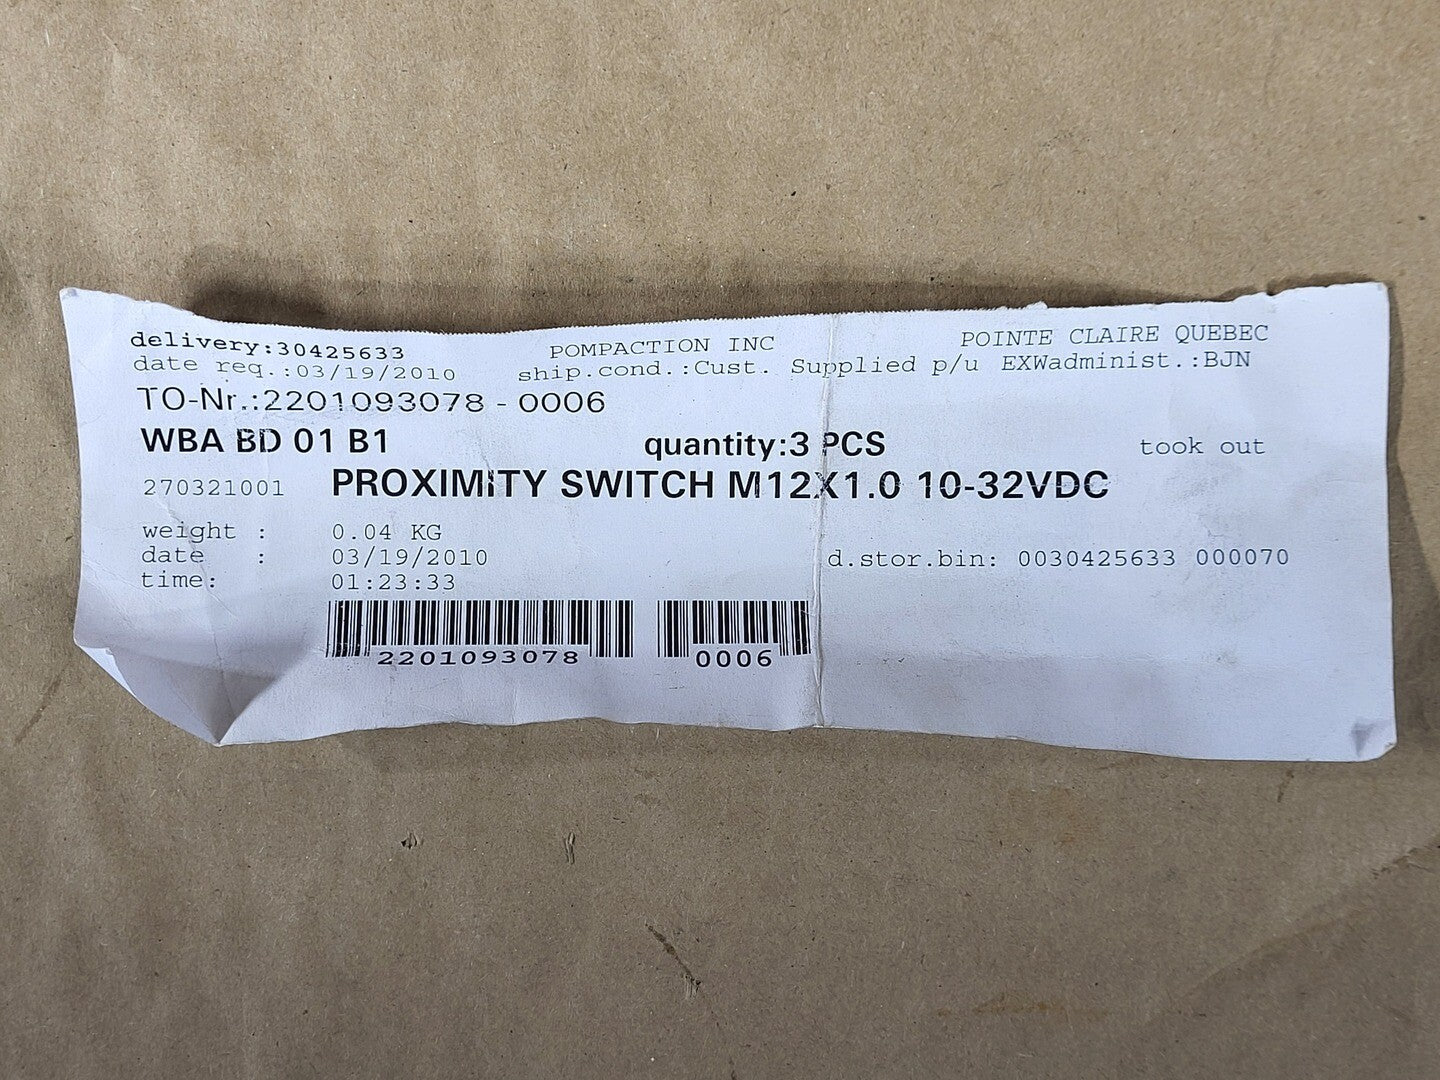 delivery:30425633 POMPACTION INC POINTE CLAIRE QUEBEC
date req.:03/19/2010 ship.cond.:Cust. Supplied p/u EXWadminist.:BJN
TO-Nr.:2201093078 - 0006
WBA BD 01 B1 quantity:3 PCS took out
270321001 PROXIMITY SWITCH M12X1.0 10-32VDC
weight : 0.04 KG
date : 03/19/2010 d.stor.bin: 0030425633 000070
time: 01:23:33
2201093078 0006